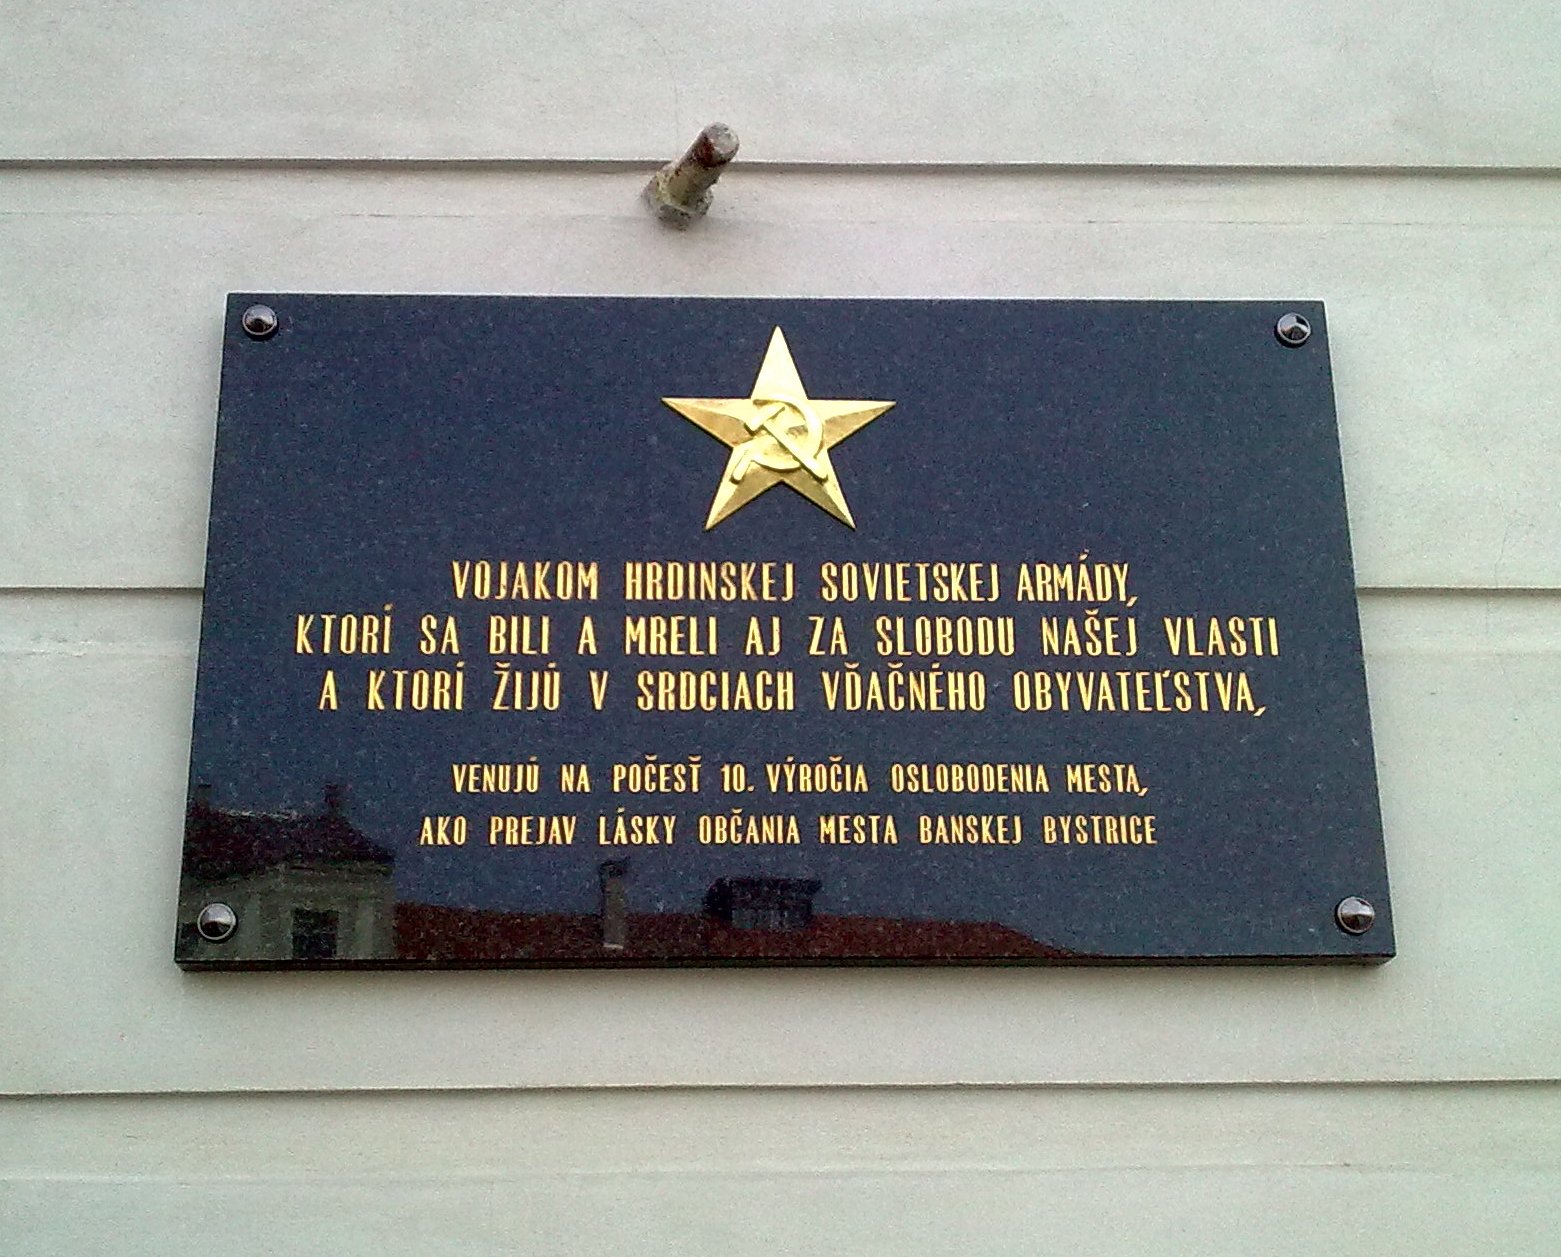 VOJAKOM HRDINSKEJ SOVIETSKEJ ARMÁDY,
KTORÍ SA BILI A MRELI AJ ZA SLOBODU NAŠEJ VLASTI
A KTORÍ ŽIJÚ V SRDCIACH VĎAČNÉHO OBYVATEĽSTVA,
VENUJÚ NA POČESŤ 10. VÝROČIA OSLOBODENIA MESTA,
AKO PREJAV LÁSKY OBČANIA MESTA BANSKEJ BYSTRICE